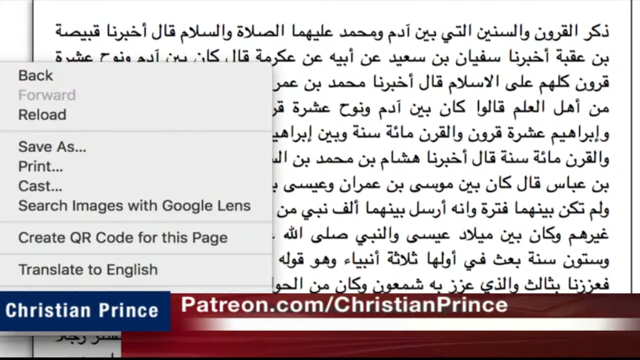 ذكر القرون والسنين التي بين آدم ومحمد عليهما الصلاة والسلام قال أخبرنا قبيصة
بن عقبة أخبرنا سفيان بن سعيد عن أبيه عن عكرمة قال كان بين آدم ونوح عشرة
قرون كلهم على الاسلام قال أخبرنا محمد بن عمر
من أهل العلم قالوا كان بين آدم ونوح عشرة
وإبراهيم عشرة قرون والقرن مائة سنة وبين
والقرن مائة سنة قال أخبرنا هشام بن محمد بن
بن عباس قال كان بين موسى بن عمران وعيسى
ولم تكن بينهما فترة وانه أرسل بينهما ألف نبي من
غيرهم وكان بين ميلاد عيسى والنبي صلى الله
وستون سنة بعث في أولها ثلاثة أنبياء وهو قوله
فعززنا بثالث والذي عزز به شمعون وكان من
Back
Forward
Reload
Save As...
Print...
Cast...
Search Images with Google Lens
Create QR Code for this Page
Translate to English
Christian Prince
Patreon.com/ChristianPrince